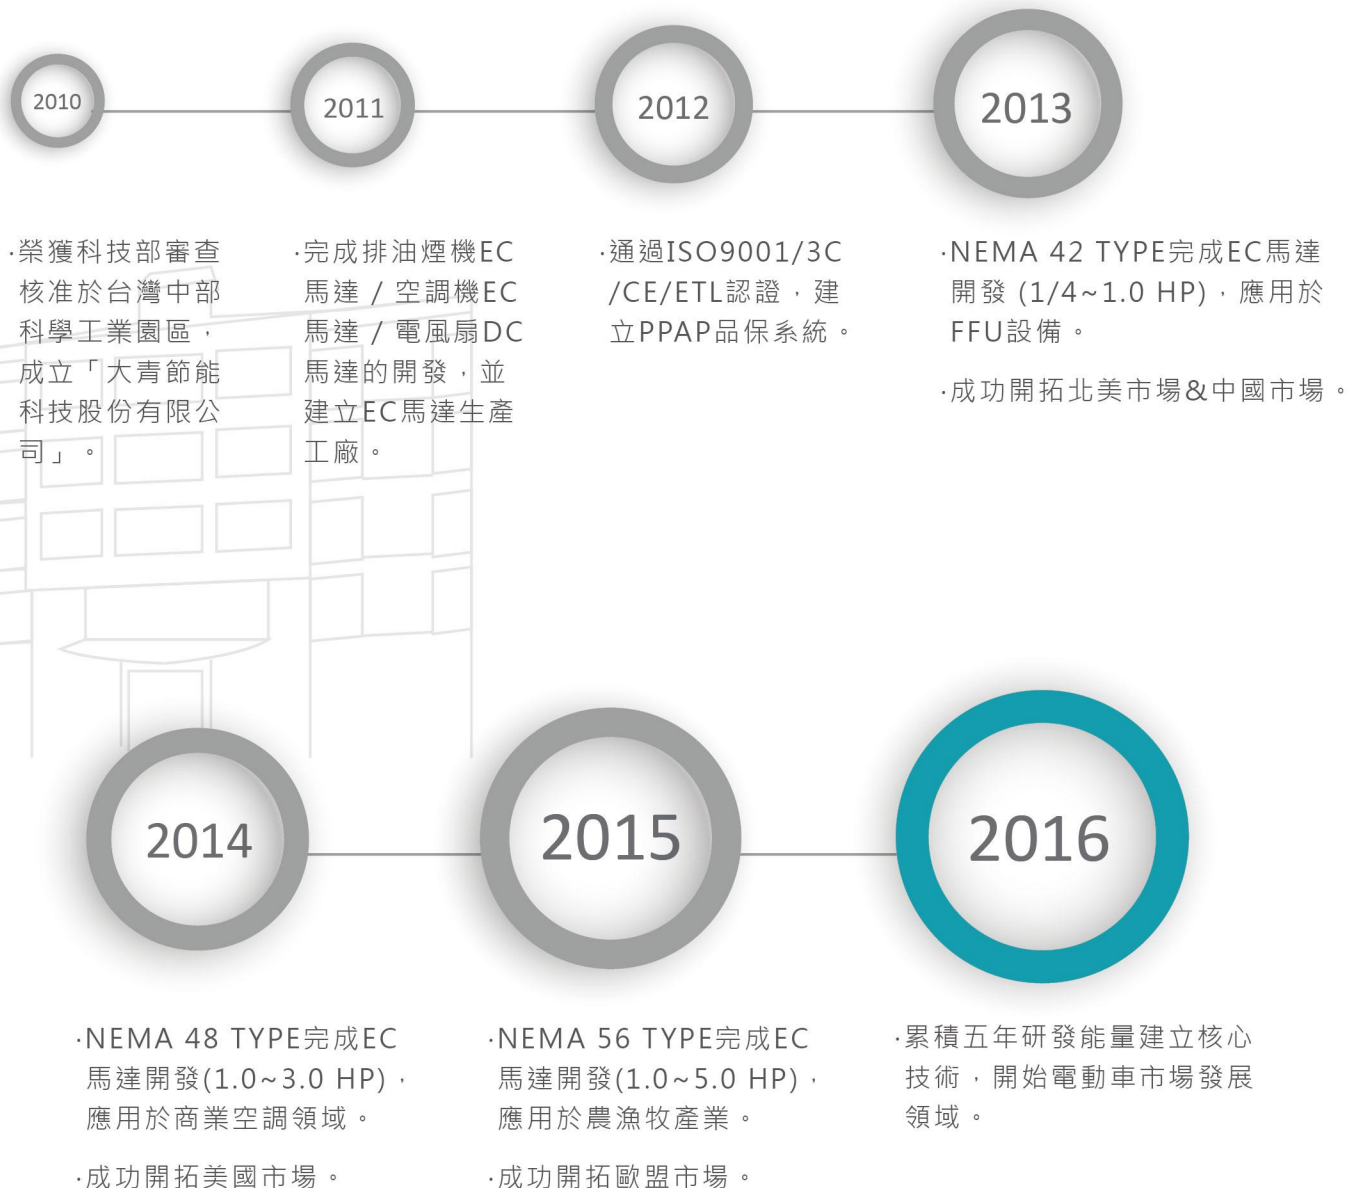 2010
2011
2012
2013
·榮獲科技部審查
核准於台灣中部
科學工業園區，
成立「大青節能
科技股份有限公
司」。
·完成排油煙機EC
馬達 / 空調機EC
馬達 / 電風扇DC
馬達的開發，並
建立EC馬達生產
工廠。
·通過ISO9001/3C
/CE/ETL認證，建
立PPAP品保系統。
·NEMA 42 TYPE完成EC馬達
開發 (1/4~1.0 HP)，應用於
FFU設備。
·成功開拓北美市場&中國市場。
2014
2015
2016
·NEMA 48 TYPE完成EC
馬達開發(1.0~3.0 HP)，
應用於商業空調領域。
·成功開拓美國市場。
·NEMA 56 TYPE完成EC
馬達開發(1.0~5.0 HP)，
應用於農漁牧產業。
·成功開拓歐盟市場。
·累積五年研發能量建立核心
技術，開始電動車市場發展
領域。